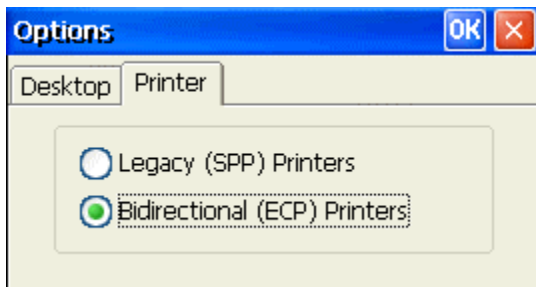 Options OK
Desktop Printer
Legacy (SPP) Printers
Bidirectional (ECP) Printers